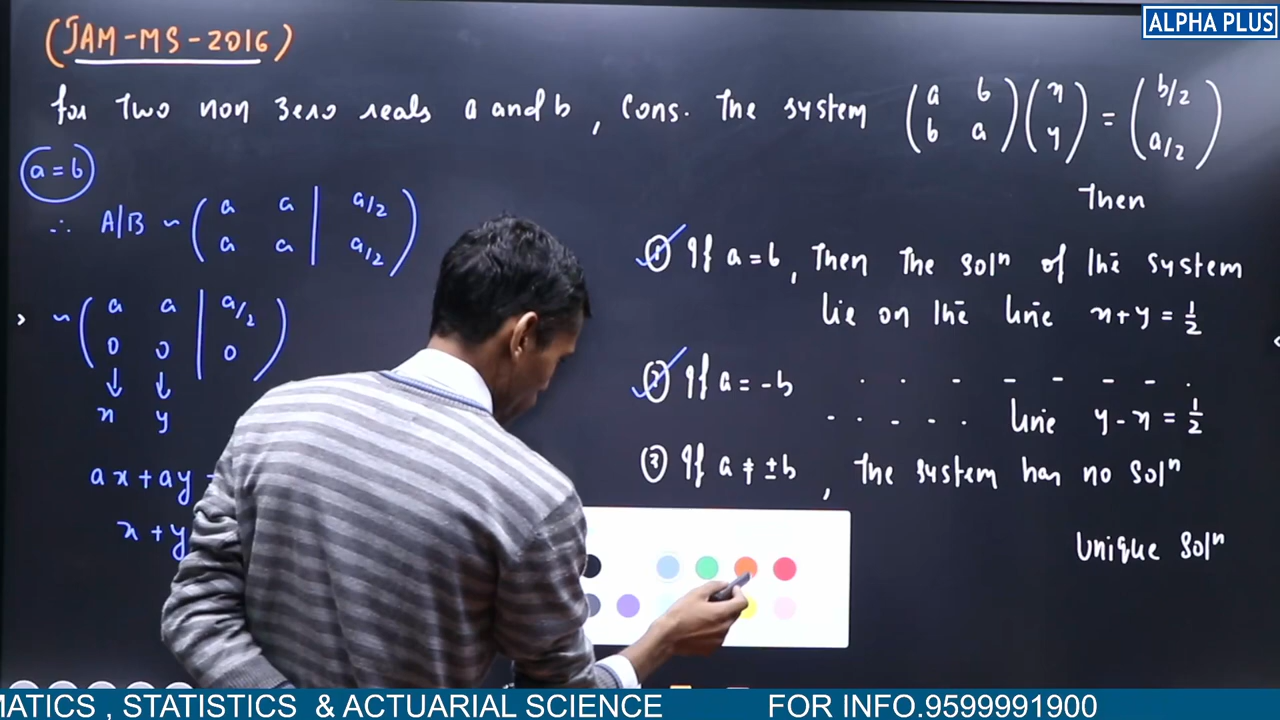 ALPHA PLUS
(JAM-MS-2016)
for Two non zero reals a and b, Cons. The system (a b; b a)(x; y) = (b/2; a/2)
Then
a = b
∴ A|B ~ (a a | a/2; a a | a/2)
~ (a a | a/2; 0 0 | 0)
↓ ↓
x y
ax + ay =
x + y
① If a = b, Then The Solⁿ of The system
lie on The line x+y = 1/2
② If a = -b . . - - - - - - .
- . . . . line y - x = 1/2
③ If a ≠ ±b, The system has no Solⁿ
Unique Solⁿ
MATICS , STATISTICS & ACTUARIAL SCIENCE FOR INFO.9599991900